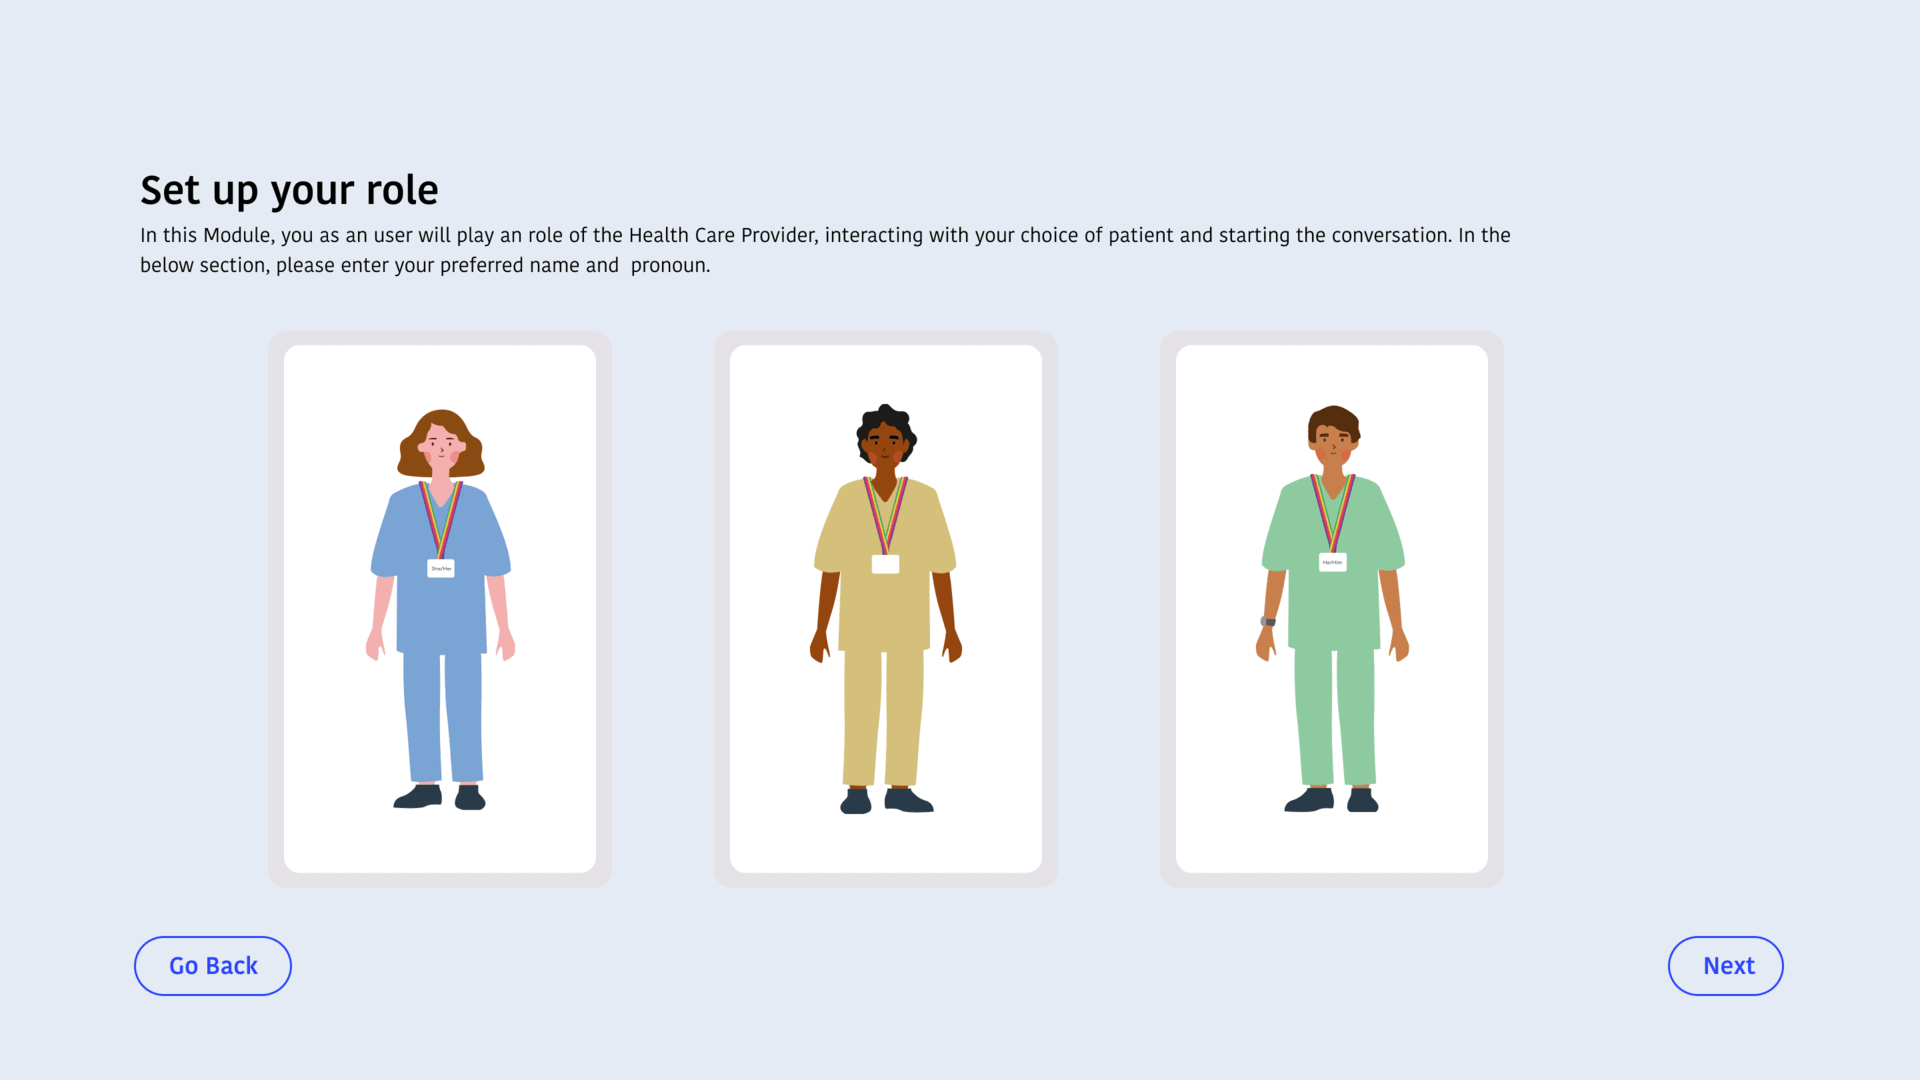 Set up your role
In this Module, you as an user will play an role of the Health Care Provider, interacting with your choice of patient and starting the conversation. In the
below section, please enter your preferred name and  pronoun.
She/Her
He/Him
Go Back
Next